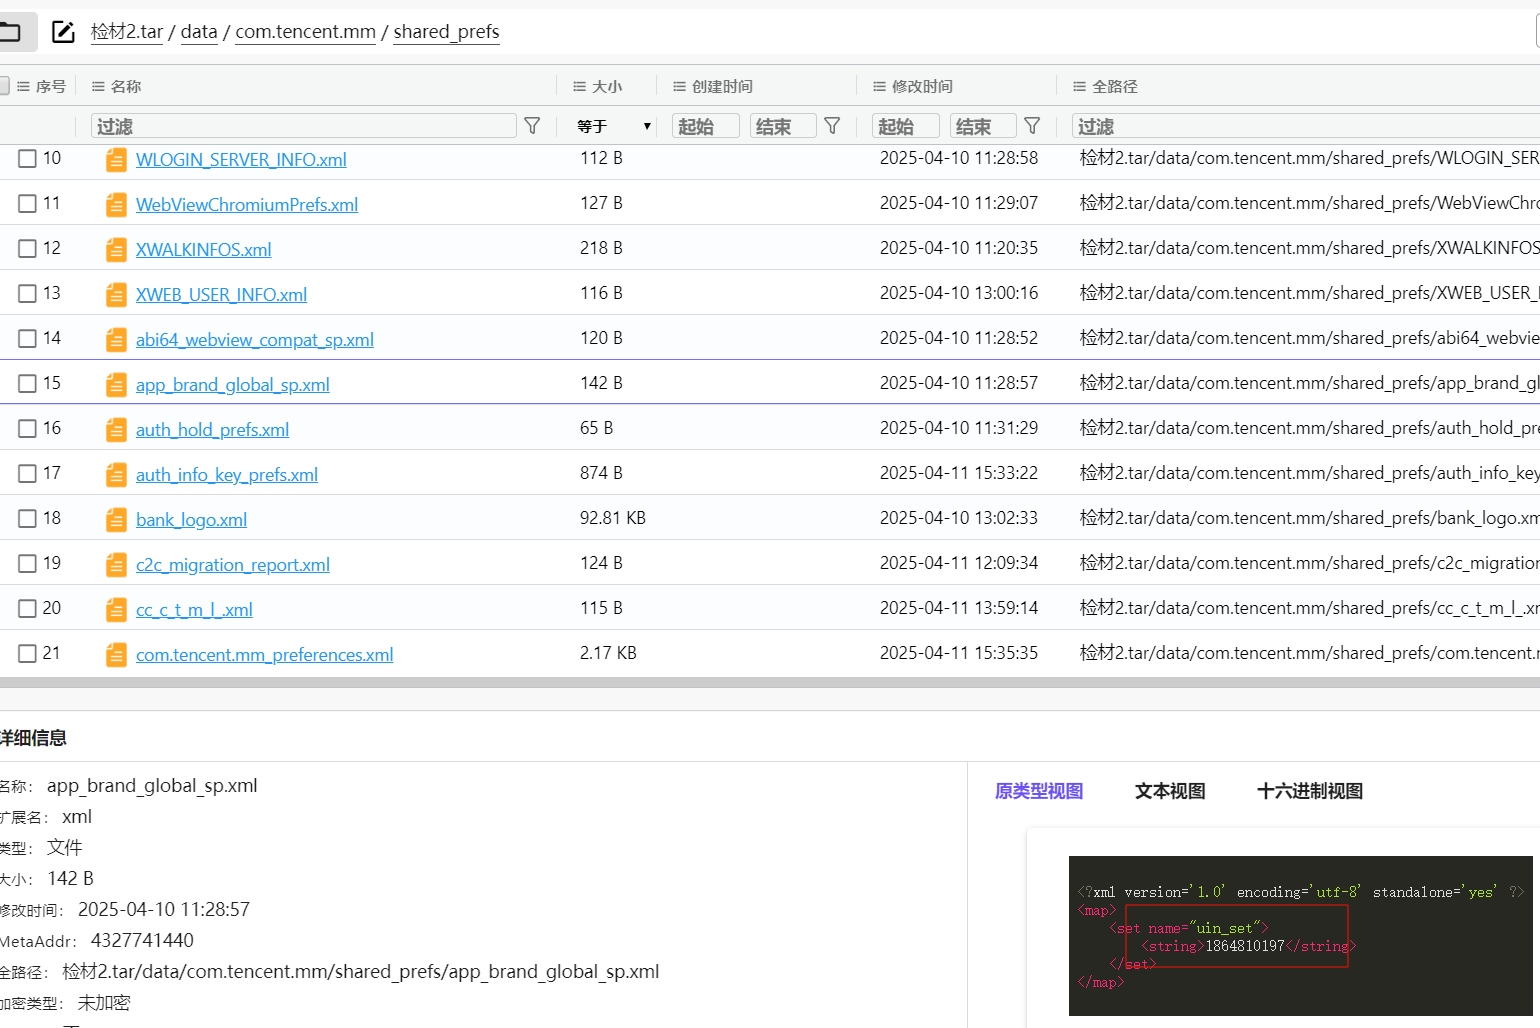 检材2.tar / data / com.tencent.mm / shared_prefs
序号 名称 大小 创建时间 修改时间 全路径
过滤 等于 起始 结束 起始 结束 过滤
10 WLOGIN_SERVER_INFO.xml 112 B 2025-04-10 11:28:58 检材2.tar/data/com.tencent.mm/shared_prefs/WLOGIN_SER
11 WebViewChromiumPrefs.xml 127 B 2025-04-10 11:29:07 检材2.tar/data/com.tencent.mm/shared_prefs/WebViewChro
12 XWALKINFOS.xml 218 B 2025-04-10 11:20:35 检材2.tar/data/com.tencent.mm/shared_prefs/XWALKINFOS
13 XWEB_USER_INFO.xml 116 B 2025-04-10 13:00:16 检材2.tar/data/com.tencent.mm/shared_prefs/XWEB_USER_I
14 abi64_webview_compat_sp.xml 120 B 2025-04-10 11:28:52 检材2.tar/data/com.tencent.mm/shared_prefs/abi64_webvie
15 app_brand_global_sp.xml 142 B 2025-04-10 11:28:57 检材2.tar/data/com.tencent.mm/shared_prefs/app_brand_gl
16 auth_hold_prefs.xml 65 B 2025-04-10 11:31:29 检材2.tar/data/com.tencent.mm/shared_prefs/auth_hold_pre
17 auth_info_key_prefs.xml 874 B 2025-04-11 15:33:22 检材2.tar/data/com.tencent.mm/shared_prefs/auth_info_key
18 bank_logo.xml 92.81 KB 2025-04-10 13:02:33 检材2.tar/data/com.tencent.mm/shared_prefs/bank_logo.xm
19 c2c_migration_report.xml 124 B 2025-04-11 12:09:34 检材2.tar/data/com.tencent.mm/shared_prefs/c2c_migration
20 cc_c_t_m_l_.xml 115 B 2025-04-11 13:59:14 检材2.tar/data/com.tencent.mm/shared_prefs/cc_c_t_m_l_.xm
21 com.tencent.mm_preferences.xml 2.17 KB 2025-04-11 15:35:35 检材2.tar/data/com.tencent.mm/shared_prefs/com.tencent.m
详细信息
名称： app_brand_global_sp.xml
扩展名： xml
类型： 文件
大小： 142 B
修改时间： 2025-04-10 11:28:57
MetaAddr： 4327741440
全路径： 检材2.tar/data/com.tencent.mm/shared_prefs/app_brand_global_sp.xml
加密类型： 未加密
原类型视图 文本视图 十六进制视图
<?xml version='1.0' encoding='utf-8' standalone='yes' ?>
<map>
<set name="uin_set">
<string>1864810197</string>
</set>
</map>